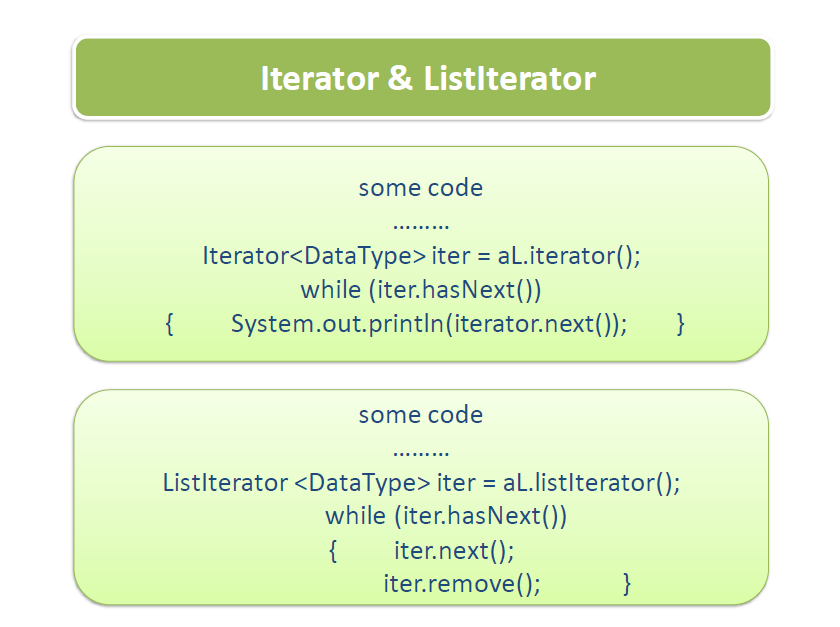 Iterator & ListIterator
some code
………
Iterator<DataType> iter = aL.iterator();
while (iter.hasNext())
{ System.out.println(iterator.next()); }
some code
………
ListIterator <DataType> iter = aL.listIterator();
while (iter.hasNext())
{ iter.next();
iter.remove(); }